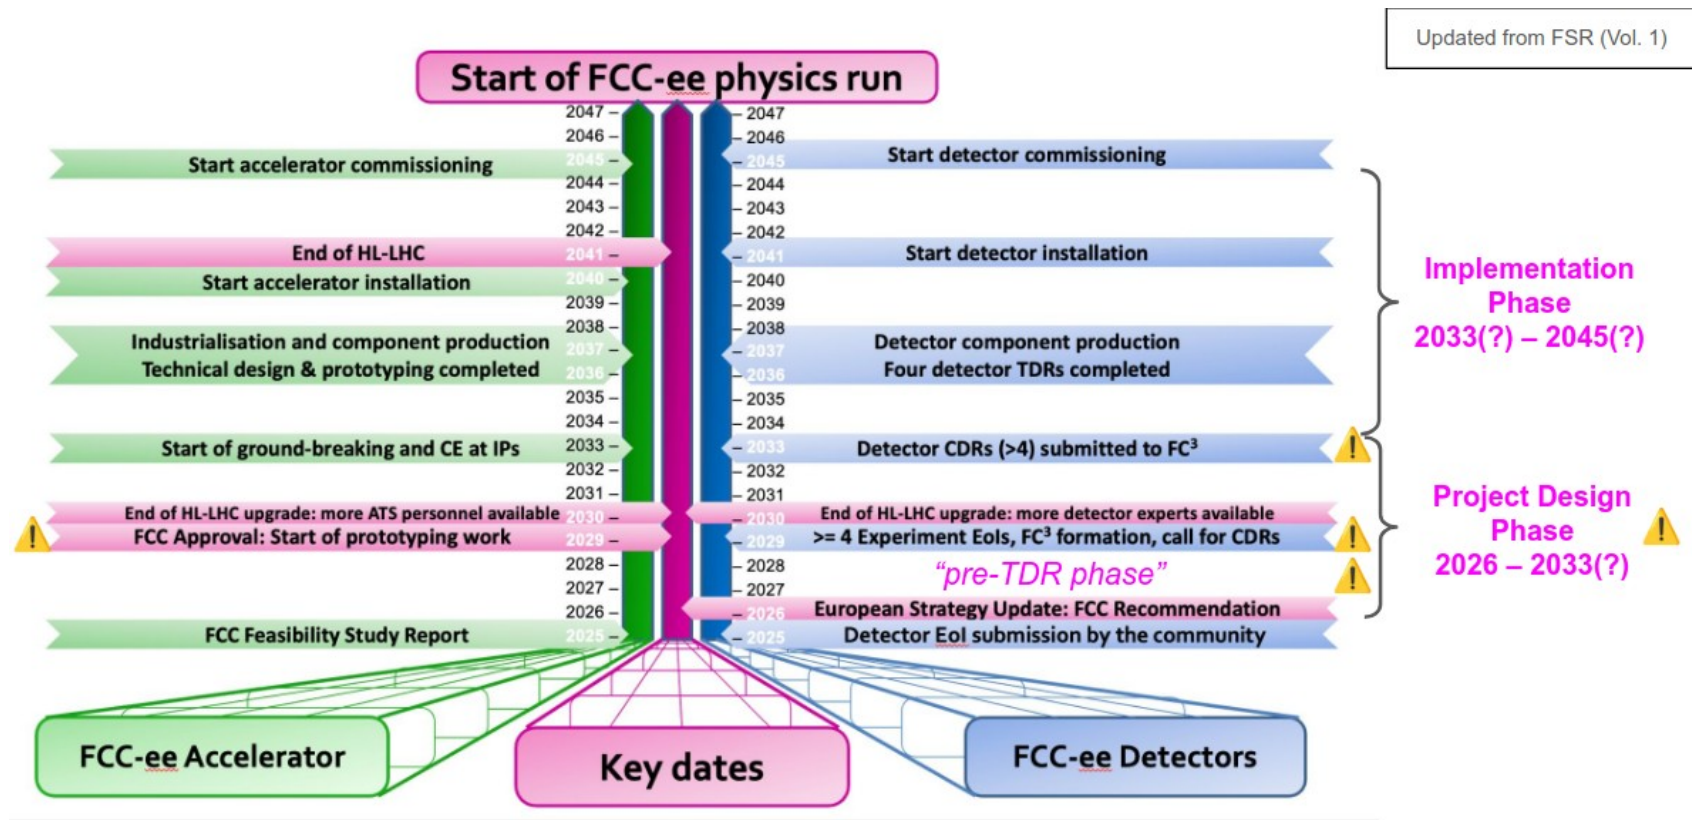 Updated from FSR (Vol. 1)
Start of FCC-ee physics run
2047 –
– 2047
2046 –
– 2046
Start accelerator commissioning
2045 –
– 2045
Start detector commissioning
2044 –
– 2044
2043 –
– 2043
2042 –
– 2042
End of HL-LHC
2041 –
– 2041
Start detector installation
Start accelerator installation
2040 –
– 2040
2039 –
– 2039
2038 –
– 2038
Industrialisation and component production
2037 –
– 2037
Detector component production
Technical design & prototyping completed
2036 –
– 2036
Four detector TDRs completed
2035 –
– 2035
2034 –
– 2034
Start of ground-breaking and CE at IPs
2033 –
– 2033
Detector CDRs (>4) submitted to FC³
2032 –
– 2032
2031 –
– 2031
End of HL-LHC upgrade: more ATS personnel available
2030 –
– 2030
End of HL-LHC upgrade: more detector experts available
FCC Approval: Start of prototyping work
2029 –
– 2029
>= 4 Experiment EoIs, FC³ formation, call for CDRs
2028 –
– 2028
"pre-TDR phase"
2027 –
– 2027
2026 –
– 2026
European Strategy Update: FCC Recommendation
FCC Feasibility Study Report
2025 –
– 2025
Detector EoI submission by the community
Implementation
Phase
2033(?) – 2045(?)
Project Design
Phase
2026 – 2033(?)
FCC-ee Accelerator
Key dates
FCC-ee Detectors